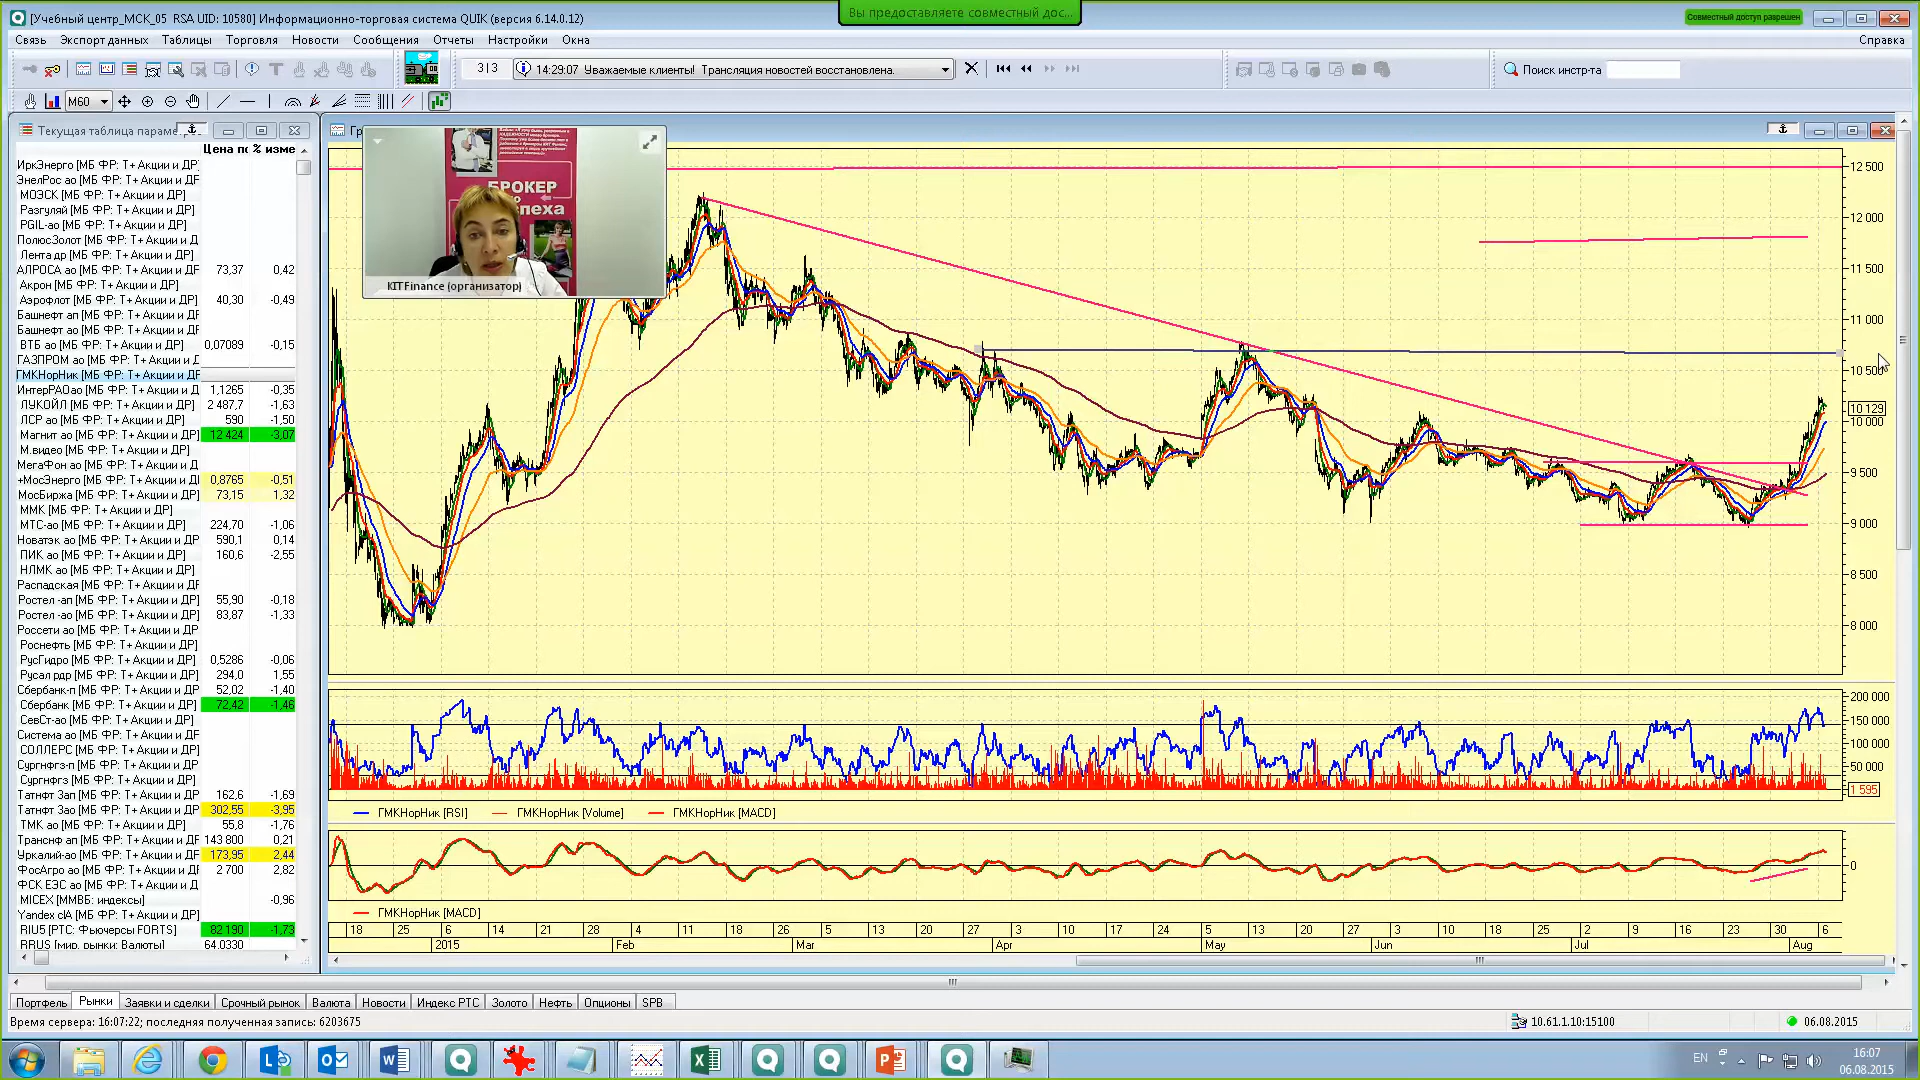 Вы предоставляете совместный дос...
[Учебный центр_МСК_05 RSA UID: 10580] Информационно-торговая система QUIK (версия 6.14.0.12)
Совместный доступ разрешен
Связь Экспорт данных Таблицы Торговля Новости Сообщения Отчеты Настройки Окна Справка
3|3 14:29:07 Уважаемые клиенты! Трансляция новостей восстановлена. Поиск инстр-та
M60
Текущая таблица параме
Цена по % изме
ИркЭнерго [МБ ФР: Т+ Акции и ДР]
ЭнелРос ао [МБ ФР: Т+ Акции и ДР
МОЭСК [МБ ФР: Т+ Акции и ДР]
Разгуляй [МБ ФР: Т+ Акции и ДР]
PGIL-ао [МБ ФР: Т+ Акции и ДР]
ПолюсЗолот [МБ ФР: Т+ Акции и Д
Лента др [МБ ФР: Т+ Акции и ДР]
АЛРОСА ао [МБ ФР: Т+ Акции и ДР 73,37 0,42
Акрон [МБ ФР: Т+ Акции и ДР]
Аэрофлот [МБ ФР: Т+ Акции и ДР] 40,30 -0,49
Башнефт ап [МБ ФР: Т+ Акции и ДР
Башнефт ао [МБ ФР: Т+ Акции и ДР
ВТБ ао [МБ ФР: Т+ Акции и ДР] 0,07089 -0,15
ГАЗПРОМ ао [МБ ФР: Т+ Акции и Д
ГМКНорНик [МБ ФР: Т+ Акции и ДР
ИнтерРАОао [МБ ФР: Т+ Акции и ДР 1,1265 -0,35
ЛУКОЙЛ [МБ ФР: Т+ Акции и ДР] 2 487,7 -1,63
ЛСР ао [МБ ФР: Т+ Акции и ДР] 590 -1,50
Магнит ао [МБ ФР: Т+ Акции и ДР] 12 424 -3,07
М.видео [МБ ФР: Т+ Акции и ДР]
МегаФон ао [МБ ФР: Т+ Акции и Д
+МосЭнерго [МБ ФР: Т+ Акции и Д 0,8765 -0,51
МосБиржа [МБ ФР: Т+ Акции и ДР] 73,15 1,32
ММК [МБ ФР: Т+ Акции и ДР]
МТС-ао [МБ ФР: Т+ Акции и ДР] 224,70 -1,06
Новатэк ао [МБ ФР: Т+ Акции и ДР] 590,1 0,14
ПИК ао [МБ ФР: Т+ Акции и ДР] 160,6 -2,55
НЛМК ао [МБ ФР: Т+ Акции и ДР]
Распадская [МБ ФР: Т+ Акции и ДР
Ростел -ап [МБ ФР: Т+ Акции и ДР] 55,90 -0,18
Ростел -ао [МБ ФР: Т+ Акции и ДР] 83,87 -1,33
Россети ао [МБ ФР: Т+ Акции и ДР]
Роснефть [МБ ФР: Т+ Акции и ДР]
РусГидро [МБ ФР: Т+ Акции и ДР] 0,5286 -0,06
Русал рдр [МБ ФР: Т+ Акции и ДР] 294,0 1,55
Сбербанк-п [МБ ФР: Т+ Акции и ДР 52,02 -1,40
Сбербанк [МБ ФР: Т+ Акции и ДР] 72,42 -1,46
СевСт-ао [МБ ФР: Т+ Акции и ДР]
Система ао [МБ ФР: Т+ Акции и ДР
СОЛЛЕРС [МБ ФР: Т+ Акции и ДР]
Сургнфгз-п [МБ ФР: Т+ Акции и ДР
Сургнфгз [МБ ФР: Т+ Акции и ДР]
Татнфт Зап [МБ ФР: Т+ Акции и ДР 162,6 -1,69
Татнфт Зао [МБ ФР: Т+ Акции и ДР 302,55 -3,95
ТМК ао [МБ ФР: Т+ Акции и ДР] 55,8 -1,76
Транснф ап [МБ ФР: Т+ Акции и ДР 143 800 0,21
Уркалий-ао [МБ ФР: Т+ Акции и ДР 173,95 2,44
ФосАгро ао [МБ ФР: Т+ Акции и ДР 2 700 2,82
ФСК ЕЭС ао [МБ ФР: Т+ Акции и Д
MICEX [ММВБ: индексы] -0,96
Yandex clA [МБ ФР: Т+ Акции и ДР]
RIU5 [РТС: Фьючерсы FORTS] 82 190 -1,73
RRUS [мир. рынки: Валюты] 64.0330
БРОКЕР
KITFinance (организатор)
12 500
12 000
11 500
11 000
10 500
10 129
10 000
9 500
9 000
8 500
8 000
200 000
150 000
100 000
50 000
1 595
ГМКНорНик [RSI] ГМКНорНик [Volume] ГМКНорНик [MACD]
0
ГМКНорНик [MACD]
18 25 6 14 21 28 4 11 18 26 5 13 20 27 3 10 17 24 5 13 20 27 3 10 18 25 2 9 16 23 30 6
2015 Feb Mar Apr May Jun Jul Aug
Портфель Рынки Заявки и сделки Срочный рынок Валюта Новости Индекс РТС Золото Нефть Опционы SPB
Время сервера: 16:07:22; последняя полученная запись: 6203675 10.61.1.10:15100 06.08.2015
EN 16:07
06.08.2015